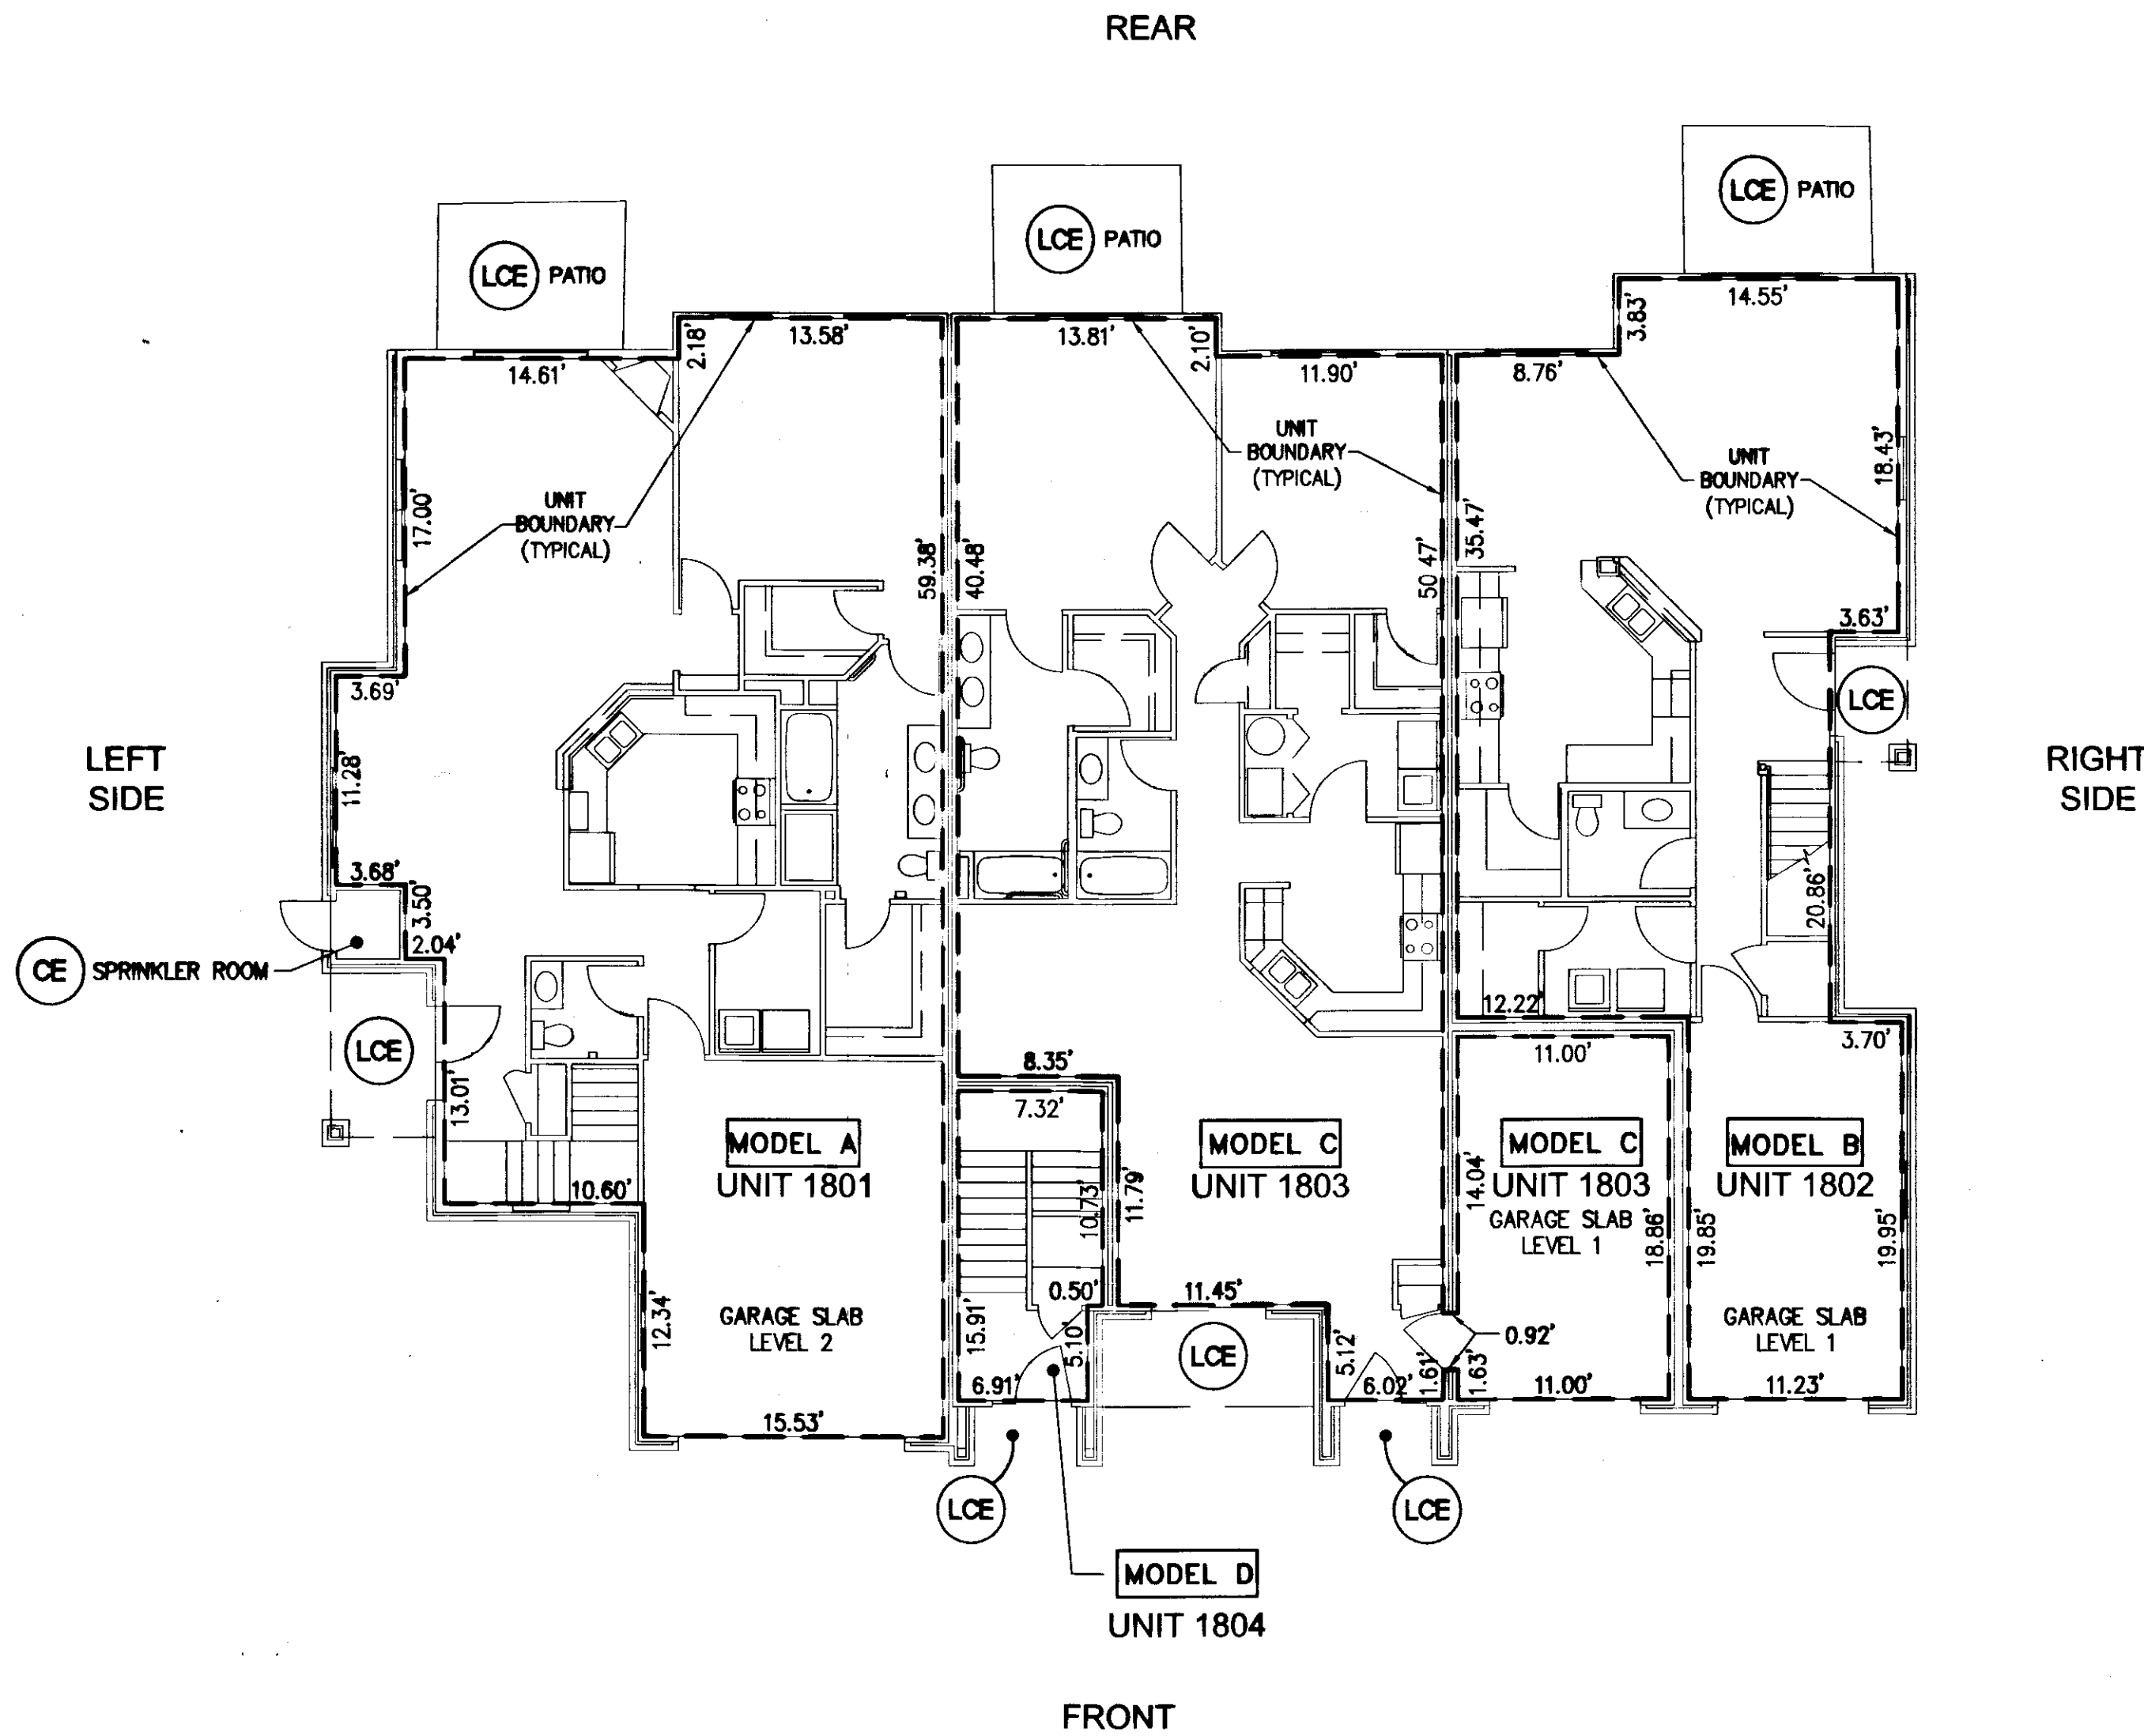 REAR
LCE PATIO
LCE PATIO
LCE PATIO
14.55'
3.83'
13.58'
2.18'
13.81'
2.10'
14.61'
11.90'
8.76'
UNIT
BOUNDARY
(TYPICAL)
UNIT
BOUNDARY
(TYPICAL)
UNIT
BOUNDARY
(TYPICAL)
18.43'
17.00'
59.38'
40.48'
50.47'
35.47'
3.63'
3.69'
LCE
LEFT
SIDE
RIGHT
SIDE
11.28'
3.68'
3.50'
20.86'
2.04'
CE SPRINKLER ROOM
12.22'
LCE
11.00'
3.70'
8.35'
7.32'
13.01'
MODEL A
UNIT 1801
MODEL C
UNIT 1803
MODEL C
UNIT 1803
GARAGE SLAB
LEVEL 1
MODEL B
UNIT 1802
10.60'
10.73'
11.79'
14.04'
18.86'
19.85'
19.95'
0.50'
11.45'
12.34'
GARAGE SLAB
LEVEL 2
15.91'
5.10'
LCE
5.12'
0.92'
GARAGE SLAB
LEVEL 1
6.91'
6.02'
1.61'
1.63'
11.00'
11.23'
15.53'
LCE
LCE
MODEL D
UNIT 1804
FRONT